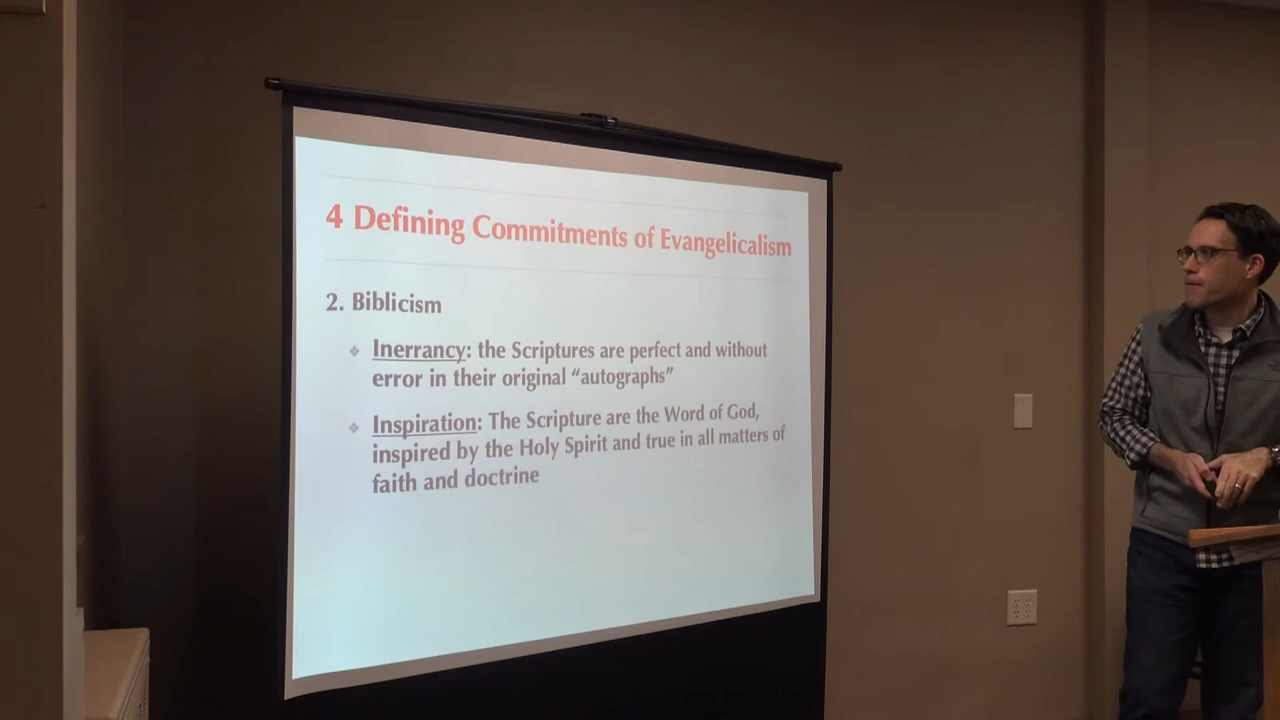 4 Defining Commitments of Evangelicalism
2. Biblicism
Inerrancy: the Scriptures are perfect and without
error in their original “autographs”
Inspiration: The Scripture are the Word of God,
inspired by the Holy Spirit and true in all matters of
faith and doctrine